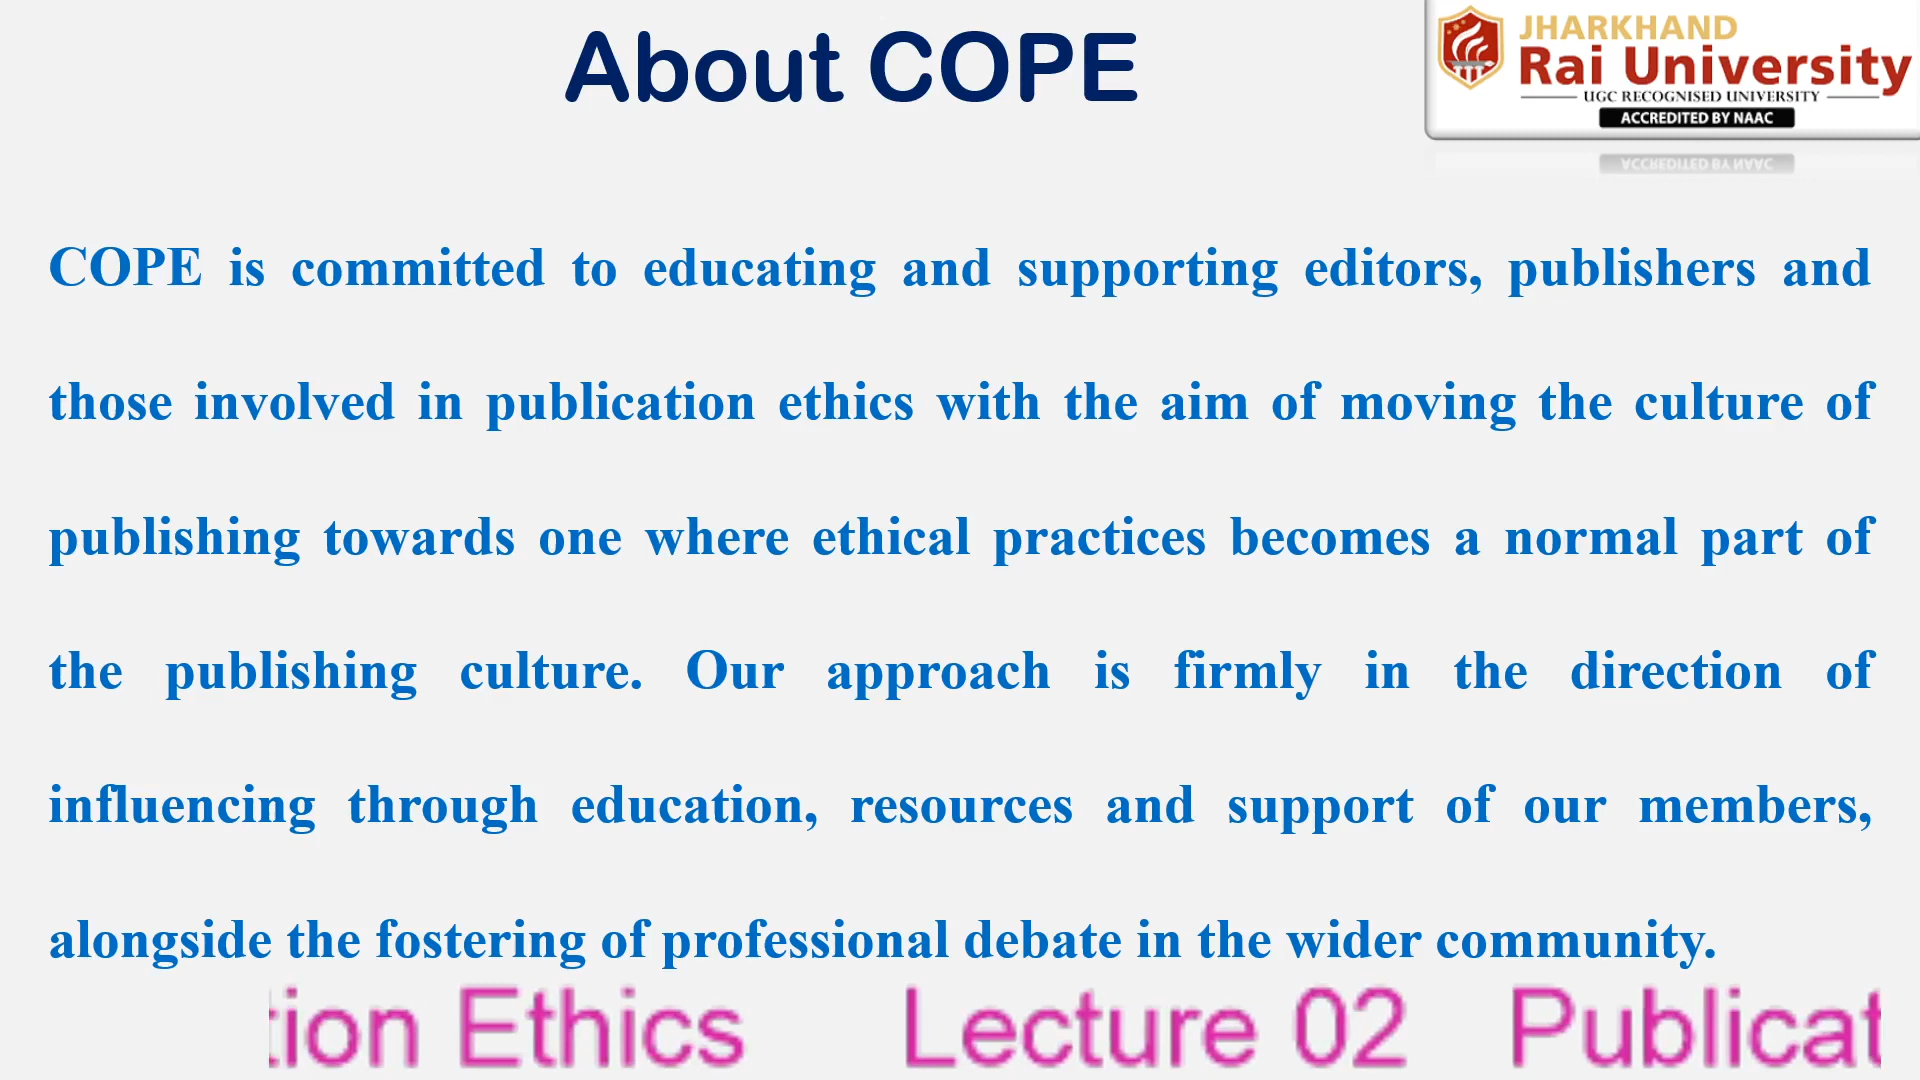 About COPE
JHARKHAND
Rai University
UGC RECOGNISED UNIVERSITY
ACCREDITED BY NAAC
COPE is committed to educating and supporting editors, publishers and
those involved in publication ethics with the aim of moving the culture of
publishing towards one where ethical practices becomes a normal part of
the publishing culture. Our approach is firmly in the direction of
influencing through education, resources and support of our members,
alongside the fostering of professional debate in the wider community.
ion Ethics Lecture 02 Publicat